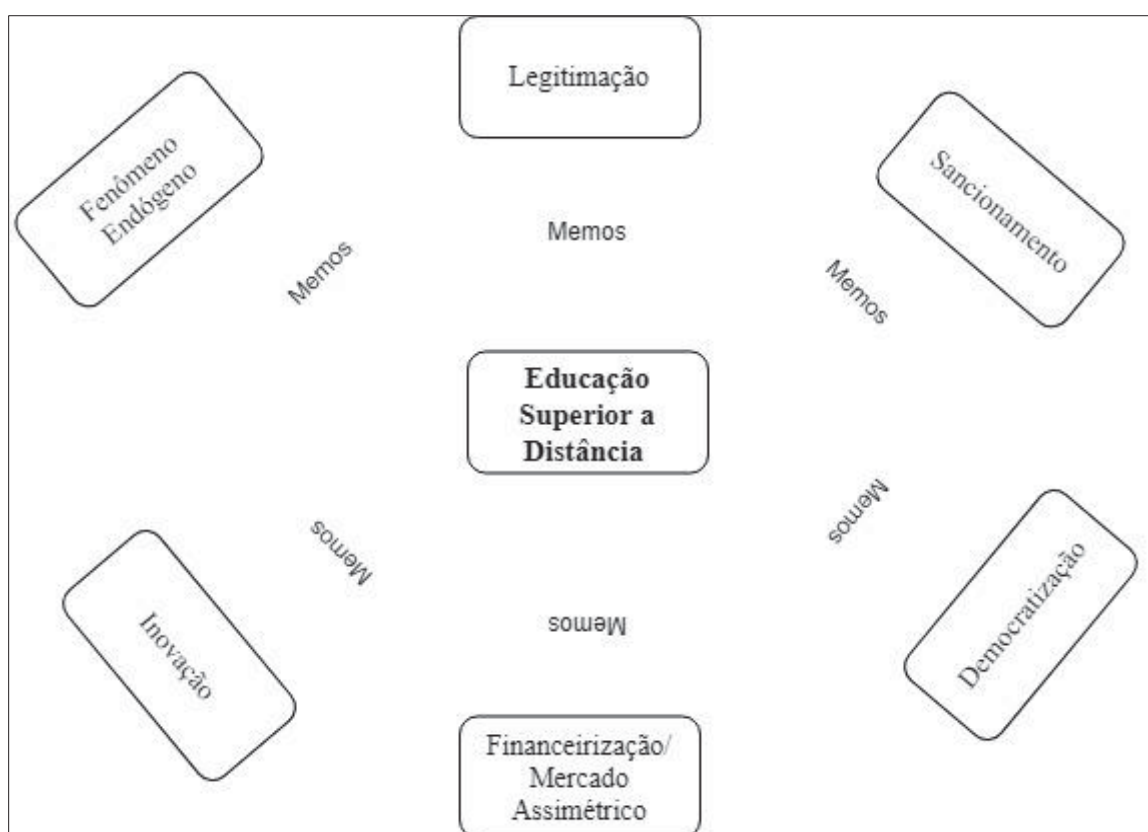 Legitimação
Fenômeno
Endógeno
Sancionamento
Memos
Memos
Memos
Educação
Superior a
Distância
Memos
Memos
Memos
Inovação
Democratização
Financeirização/
Mercado
Assimétrico